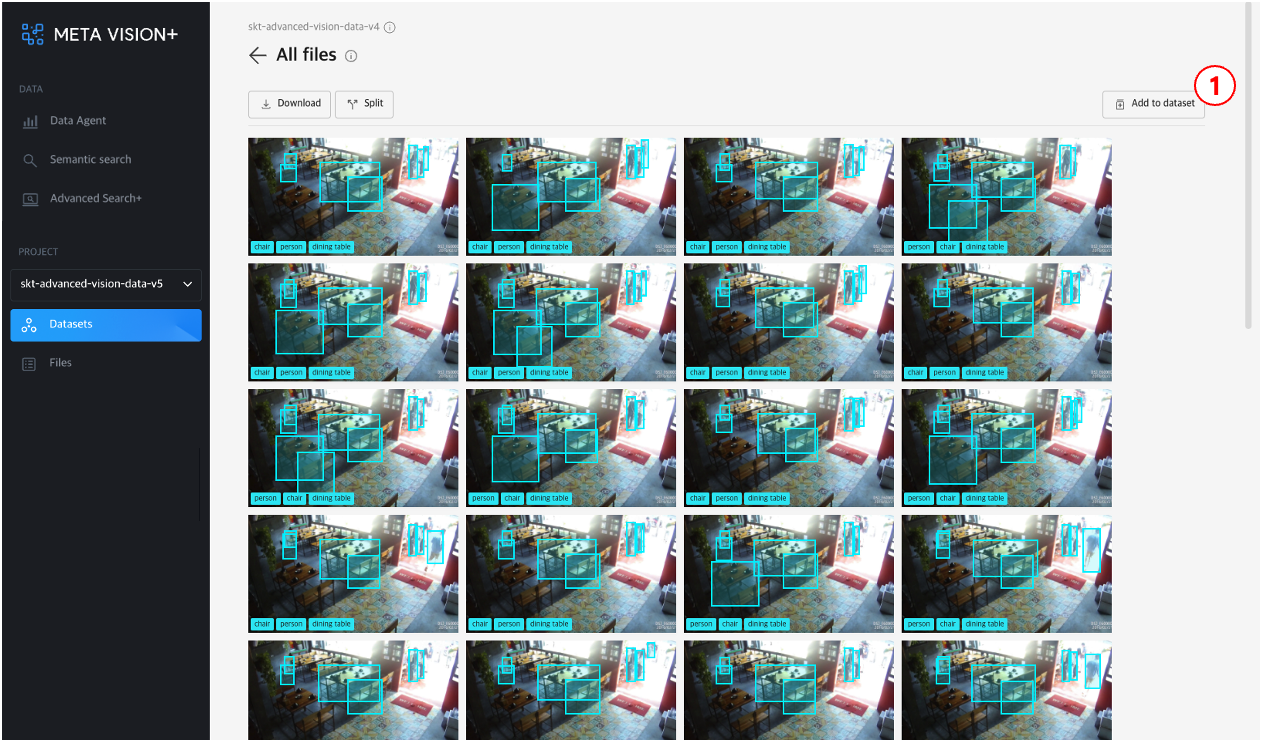 META VISION+
DATA
Data Agent
Semantic search
Advanced Search+
PROJECT
skt-advanced-vision-data-v5
Datasets
Files
skt-advanced-vision-data-v4
All files
Download Split Add to dataset
1
chair person dining table chair person dining table chair person dining table person chair dining table
chair person dining table person chair dining table chair person dining table chair person dining table
person chair dining table person chair dining table chair person dining table person chair dining table
chair person dining table chair person dining table person chair dining table person chair dining table